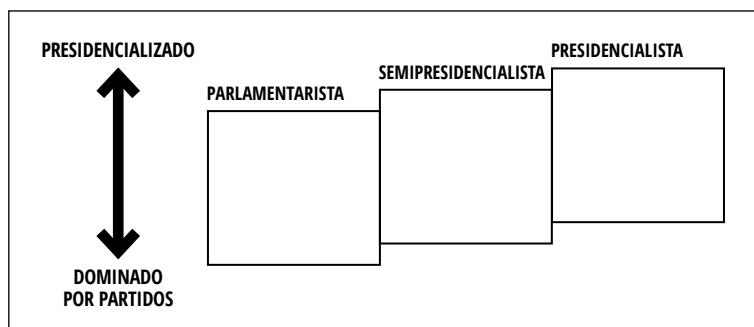 PRESIDENCIALIZADO
PARLAMENTARISTA
SEMIPRESIDENCIALISTA
PRESIDENCIALISTA
DOMINADO
POR PARTIDOS